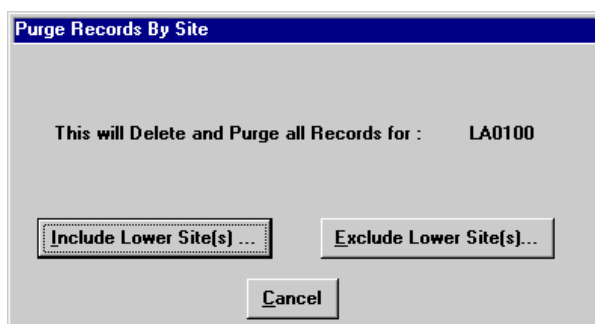 Purge Records By Site
This will Delete and Purge all Records for : LA0100
Include Lower Site(s) ... Exclude Lower Site(s)...
Cancel